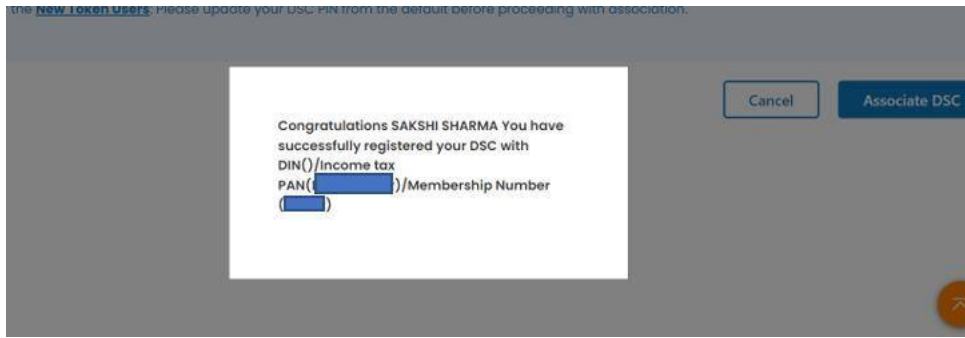 the New Token Users. Please update your DSC PIN from the default before proceeding with association.
Cancel
Associate DSC
Congratulations SAKSHI SHARMA You have
successfully registered your DSC with
DIN()/Income tax
PAN()/Membership Number
()